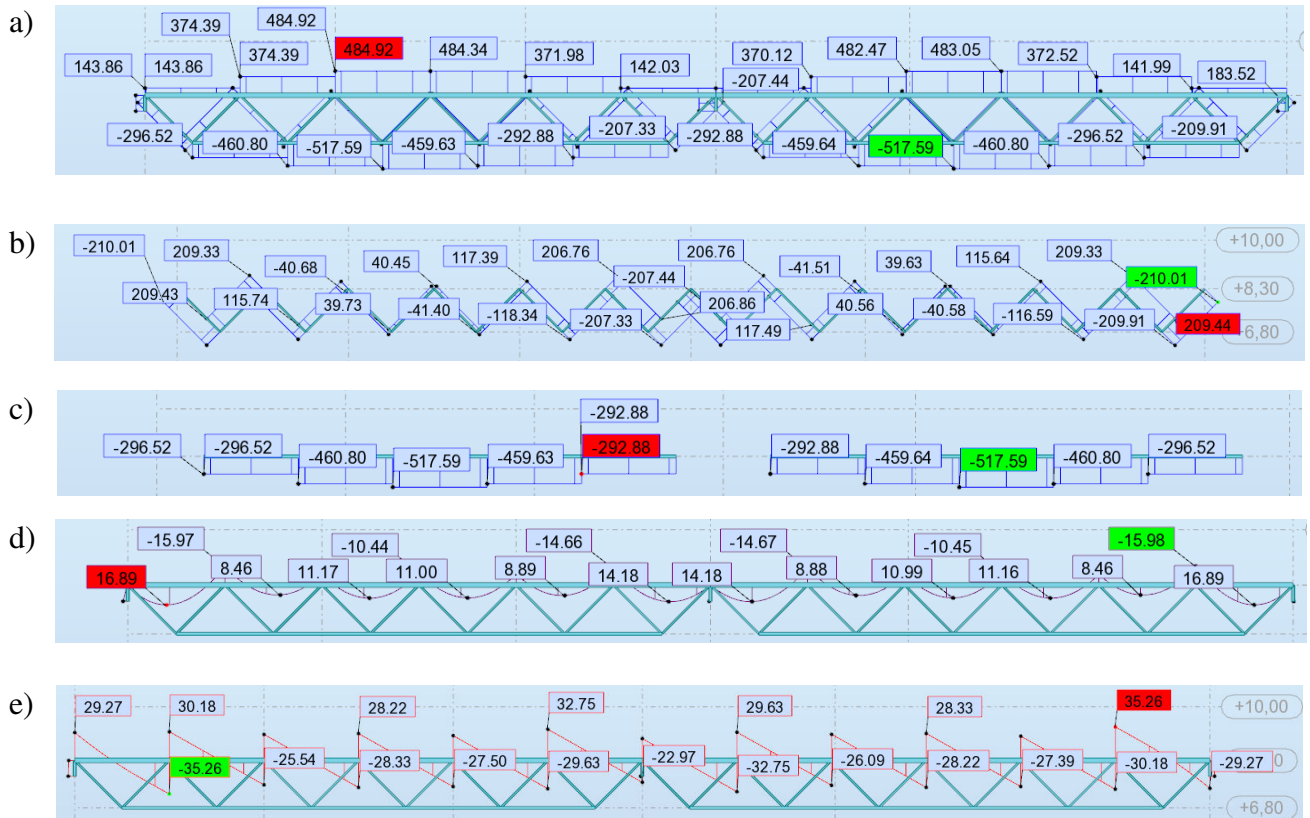 a)
374.39 484.92
374.39 484.92 484.34 371.98 370.12 482.47 483.05 372.52
143.86 143.86 142.03 -207.44 141.99 183.52
-296.52 -460.80 -517.59 -459.63 -292.88 -207.33 -292.88 -459.64 -517.59 -460.80 -296.52 -209.91
b)
+10,00
-210.01 209.33 -40.68 40.45 117.39 206.76 206.76 -41.51 39.63 115.64 209.33
-207.44 -210.01 +8,30
209.43 115.74 39.73 -41.40 -118.34 -207.33 206.86 117.49 40.56 -40.58 -116.59 -209.91 209.44 +6,80
c)
-292.88
-296.52 -296.52 -460.80 -517.59 -459.63 -292.88 -292.88 -459.64 -517.59 -460.80 -296.52
d)
-15.97 -10.44 -14.66 -14.67 -10.45 -15.98
16.89 8.46 11.17 11.00 8.89 14.18 14.18 8.88 10.99 11.16 8.46 16.89
e)
29.27 30.18 28.22 32.75 29.63 28.33 35.26 +10,00
-35.26 -25.54 -28.33 -27.50 -29.63 -22.97 -32.75 -26.09 -28.22 -27.39 -30.18 -29.27
+6,80